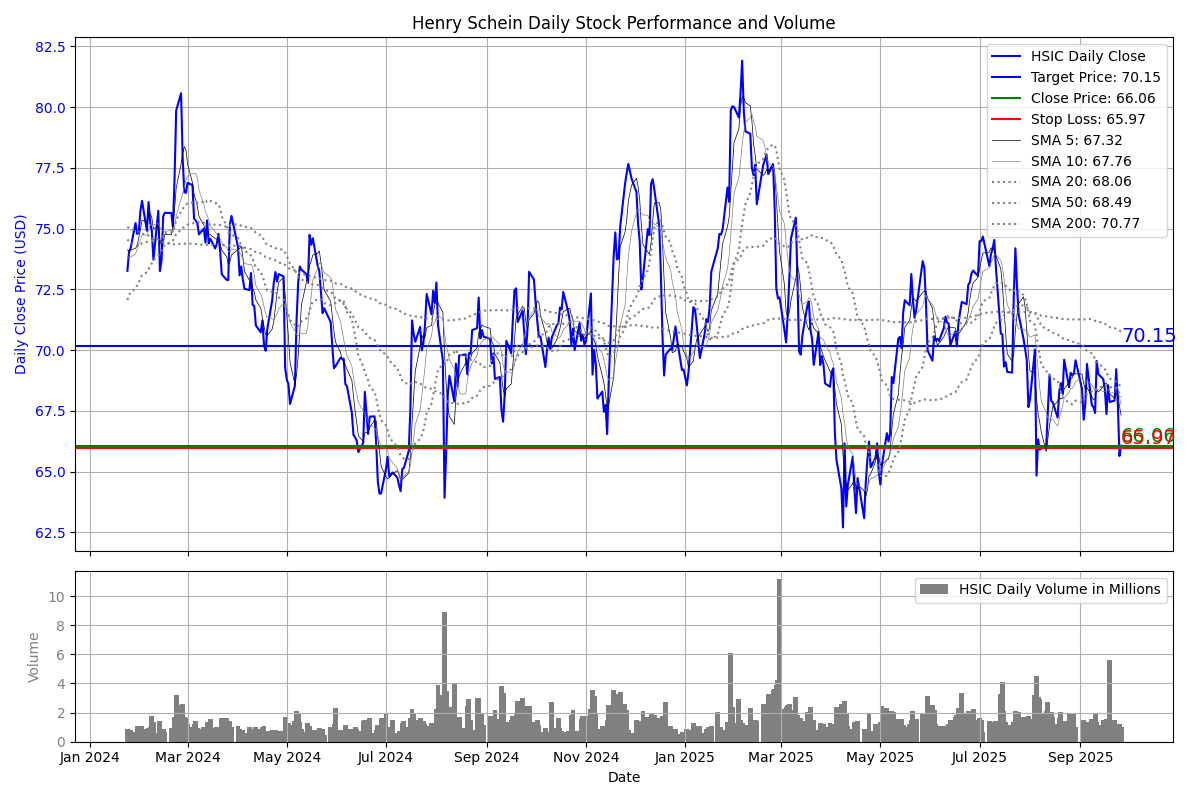 Henry Schein Daily Stock Performance and Volume
82.5
80.0
77.5
75.0
72.5
70.0
67.5
65.0
62.5
Daily Close Price (USD)
HSIC Daily Close
Target Price: 70.15
Close Price: 66.06
Stop Loss: 65.97
SMA 5: 67.32
SMA 10: 67.76
SMA 20: 68.06
SMA 50: 68.49
SMA 200: 70.77
70.15
66.06
65.97
10
8
6
4
2
0
Volume
HSIC Daily Volume in Millions
Jan 2024 Mar 2024 May 2024 Jul 2024 Sep 2024 Nov 2024 Jan 2025 Mar 2025 May 2025 Jul 2025 Sep 2025
Date